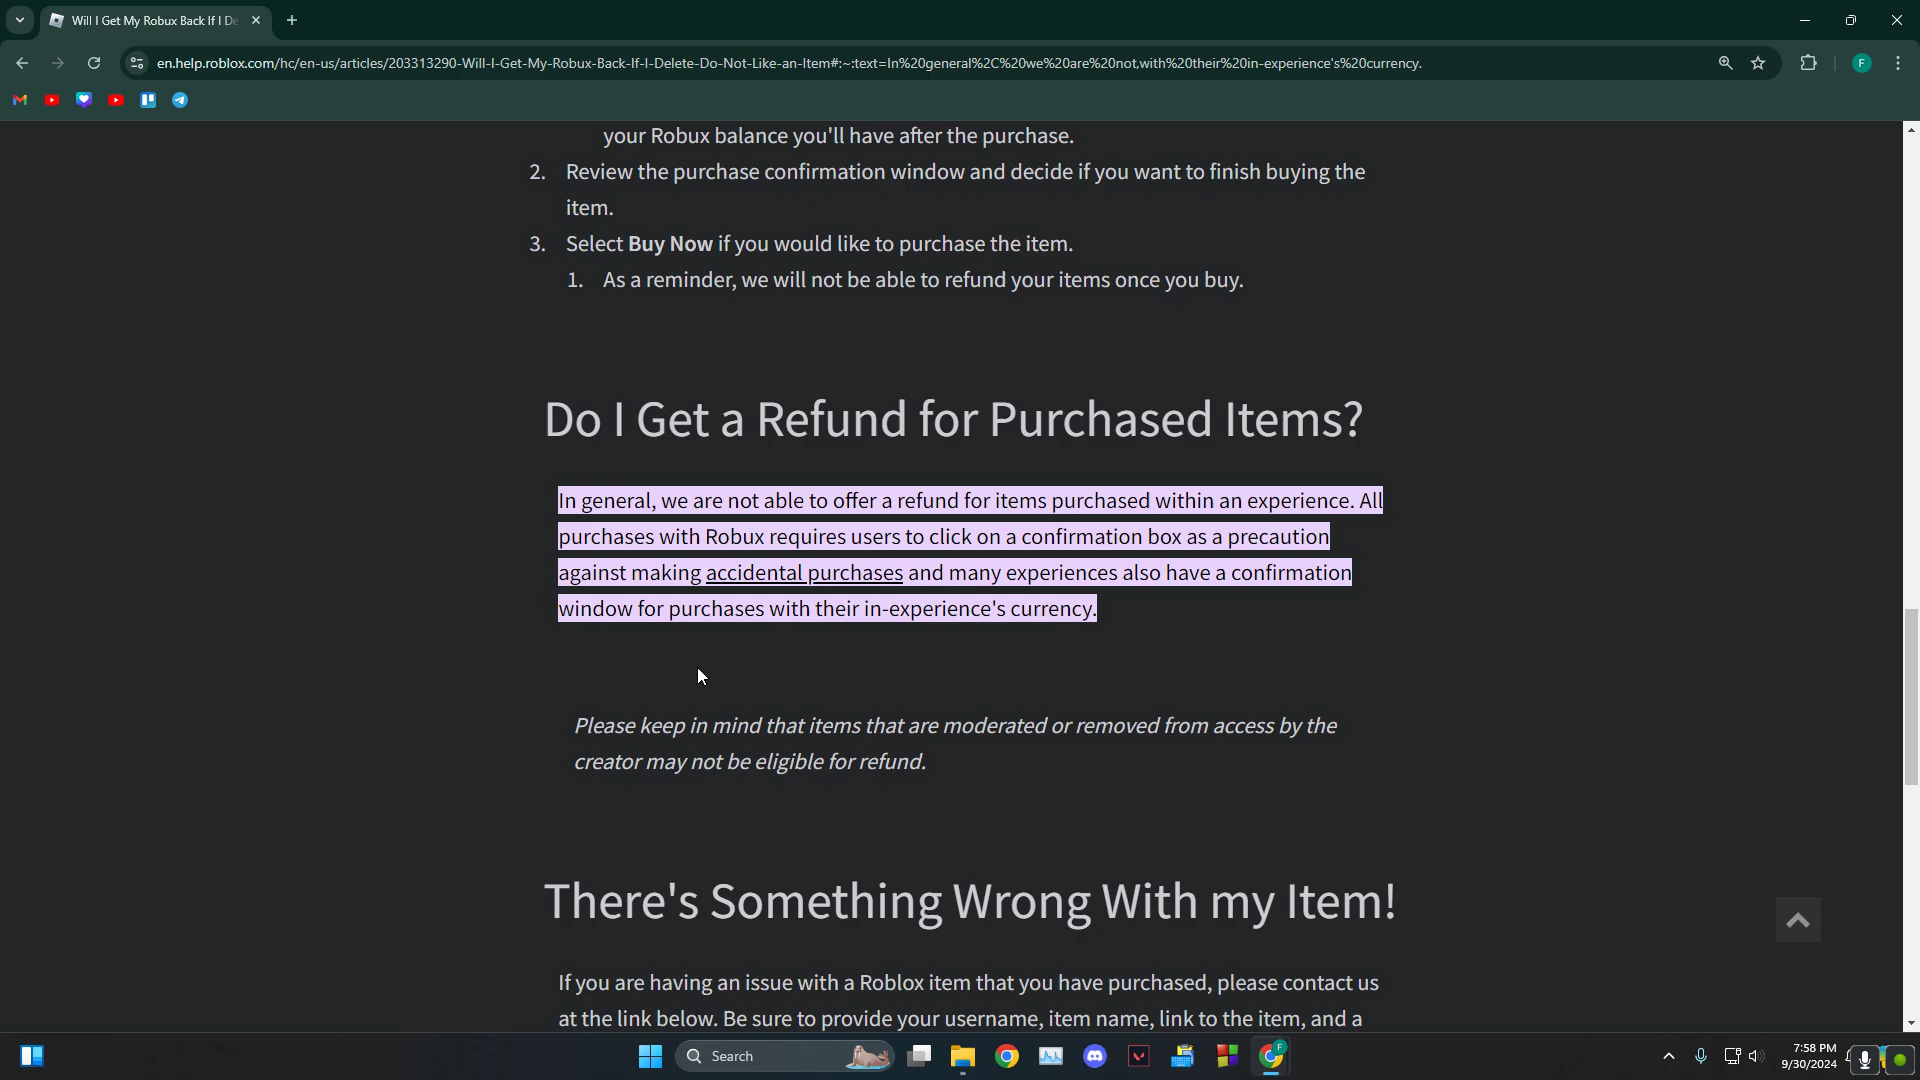 Will I Get My Robux Back If I De
en.help.roblox.com/hc/en-us/articles/203313290-Will-I-Get-My-Robux-Back-If-I-Delete-Do-Not-Like-an-Item#:~:text=In%20general%2C%20we%20are%20not,with%20their%20in-experience's%20currency.
F
your Robux balance you'll have after the purchase.
2. Review the purchase confirmation window and decide if you want to finish buying the
item.
3. Select Buy Now if you would like to purchase the item.
1. As a reminder, we will not be able to refund your items once you buy.
Do I Get a Refund for Purchased Items?
In general, we are not able to offer a refund for items purchased within an experience. All
purchases with Robux requires users to click on a confirmation box as a precaution
against making accidental purchases and many experiences also have a confirmation
window for purchases with their in-experience's currency.
Please keep in mind that items that are moderated or removed from access by the
creator may not be eligible for refund.
There's Something Wrong With my Item!
If you are having an issue with a Roblox item that you have purchased, please contact us
at the link below. Be sure to provide your username, item name, link to the item, and a
Search
F
7:58 PM
9/30/2024